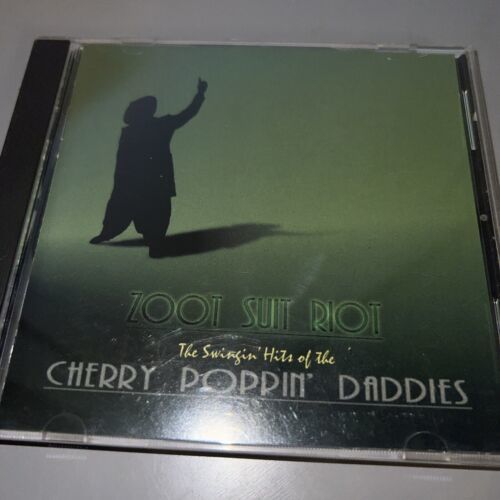 ZOOT SUIT RIOT
The Swingin' Hits of the
CHERRY POPPIN' DADDIES